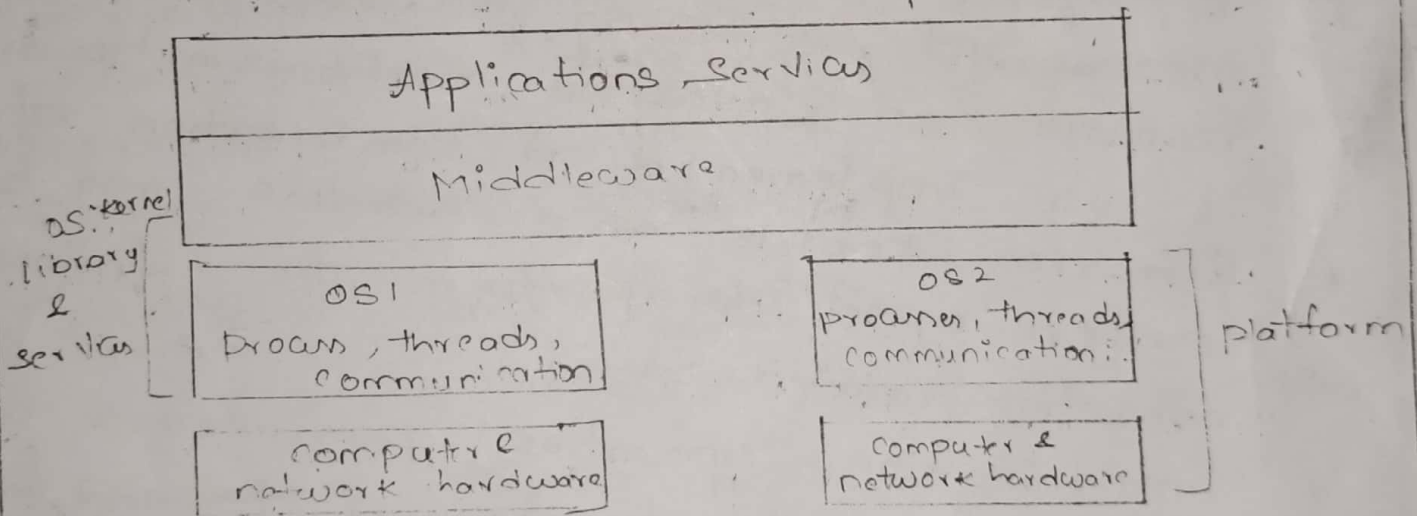 Applications, Services
Middleware
OS: Kernel
library
&
services
OS1
Process, threads,
communication
OS2
processes, threads,
communication..
platform
computer &
network hardware
computer &
network hardware